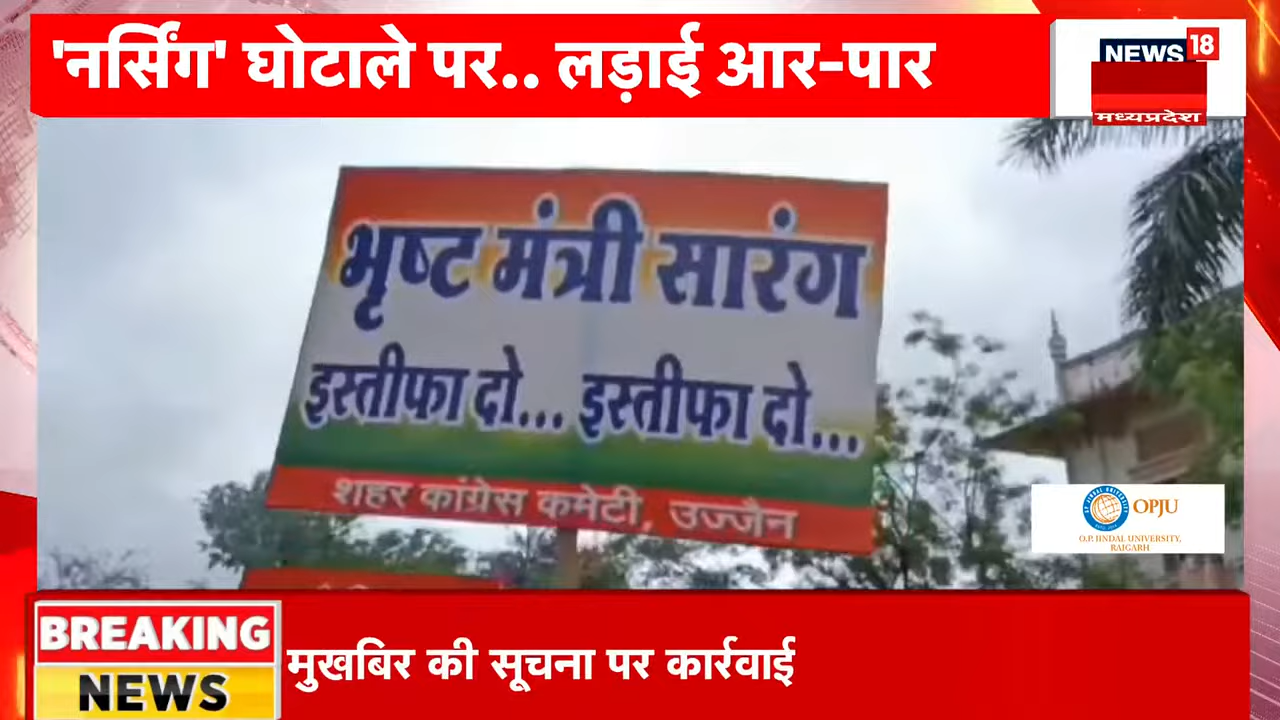 'नर्सिंग' घोटाले पर.. लड़ाई आर-पार
NEWS 18
मध्यप्रदेश
भृष्ट मंत्री सारंग
इस्तीफा दो... इस्तीफा दो...
शहर कांग्रेस कमेटी, उज्जैन
OPJU
O.P. JINDAL UNIVERSITY,
RAIGARH
BREAKING
NEWS
मुखबिर की सूचना पर कार्रवाई